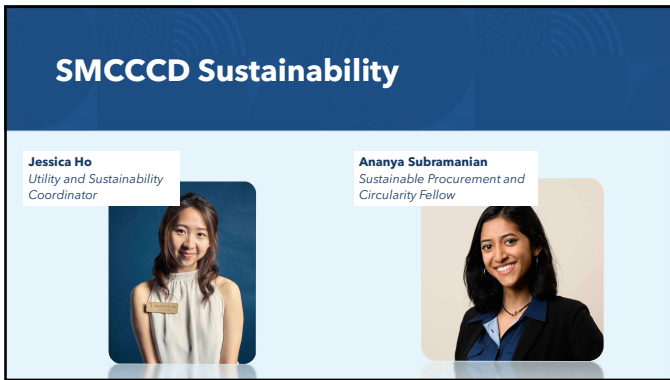 SMCCCD Sustainability
Jessica Ho
Utility and Sustainability
Coordinator
Ananya Subramanian
Sustainable Procurement and
Circularity Fellow